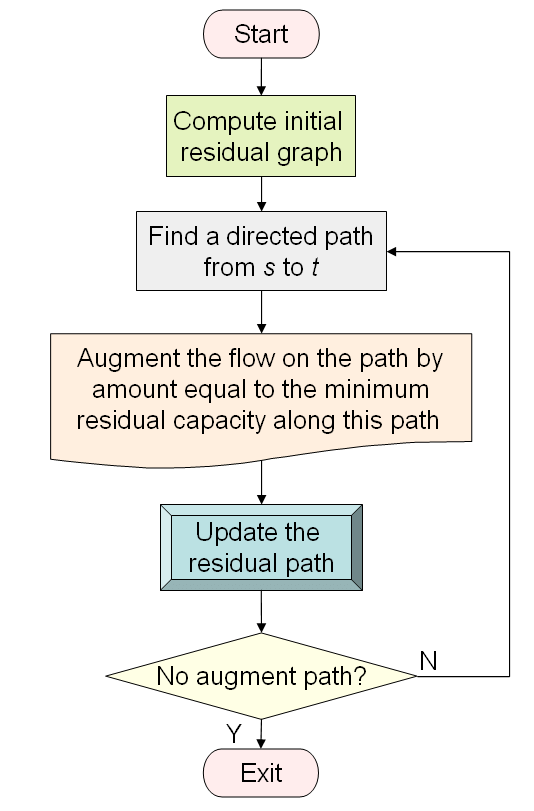 Start
Compute initial
residual graph
Find a directed path
from s to t
Augment the flow on the path by
amount equal to the minimum
residual capacity along this path
Update the
residual path
No augment path?
N
Y
Exit